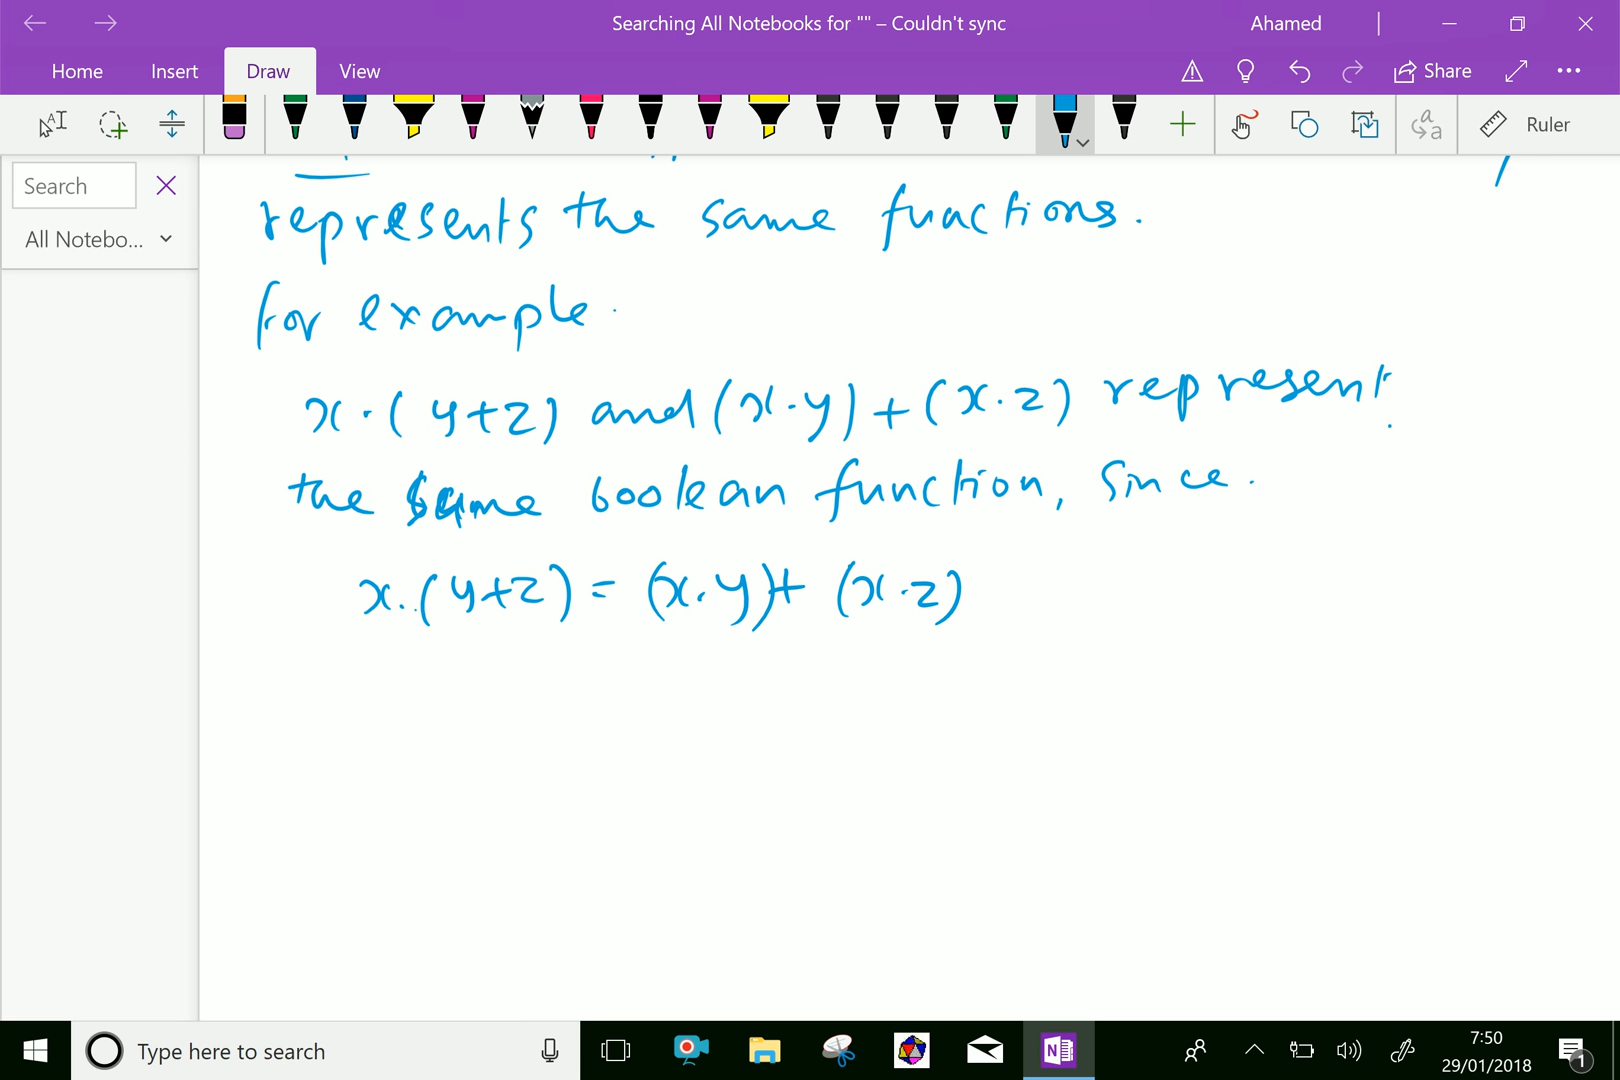 Searching All Notebooks for "" – Couldn't sync
Ahamed
Home Insert Draw View
Share
Ruler
Search
All Notebo...
represents the same functions.
for example.
x.(y+z) and (x.y)+(x.z) represent
the same boolean function, since.
x.(y+z) = (x.y)+ (x.z)
Type here to search
N
7:50
29/01/2018
1